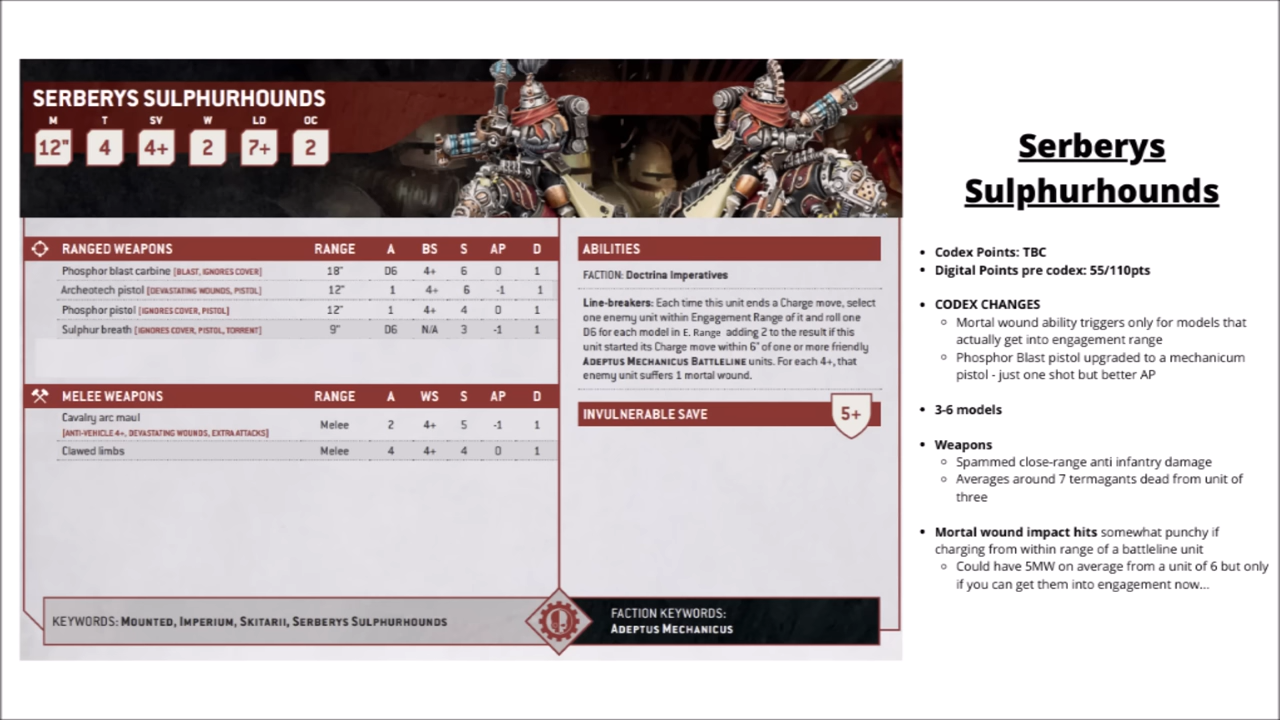 SERBERYS SULPHURHOUNDS
M T SV W LD OC
12" 4 4+ 2 7+ 2
RANGED WEAPONS RANGE A BS S AP D
Phosphor blast carbine [BLAST, IGNORES COVER] 18" D6 4+ 6 0 1
Archeotech pistol [DEVASTATING WOUNDS, PISTOL] 12" 1 4+ 6 -1 1
Phosphor pistol [IGNORES COVER, PISTOL] 12" 1 4+ 4 0 1
Sulphur breath [IGNORES COVER, PISTOL, TORRENT] 9" D6 N/A 3 -1 1
MELEE WEAPONS RANGE A WS S AP D
Cavalry arc maul
[ANTI-VEHICLE 4+, DEVASTATING WOUNDS, EXTRA ATTACKS] Melee 2 4+ 5 -1 1
Clawed limbs Melee 4 4+ 4 0 1
ABILITIES
FACTION: Doctrina Imperatives
Line-breakers: Each time this unit ends a Charge move, select
one enemy unit within Engagement Range of it and roll one
D6 for each model in E. Range adding 2 to the result if this
unit started its Charge move within 6" of one or more friendly
ADEPTUS MECHANICUS BATTLELINE units. For each 4+, that
enemy unit suffers 1 mortal wound.
INVULNERABLE SAVE 5+
KEYWORDS: MOUNTED, IMPERIUM, SKITARII, SERBERYS SULPHURHOUNDS
FACTION KEYWORDS:
ADEPTUS MECHANICUS
Serberys
Sulphurhounds
• Codex Points: TBC
• Digital Points pre codex: 55/110pts
• CODEX CHANGES
○ Mortal wound ability triggers only for models that
actually get into engagement range
○ Phosphor Blast pistol upgraded to a mechanicum
pistol - just one shot but better AP
• 3-6 models
• Weapons
○ Spammed close-range anti infantry damage
○ Averages around 7 termagants dead from unit of
three
• Mortal wound impact hits somewhat punchy if
charging from within range of a battleline unit
○ Could have 5MW on average from a unit of 6 but only
if you can get them into engagement now...